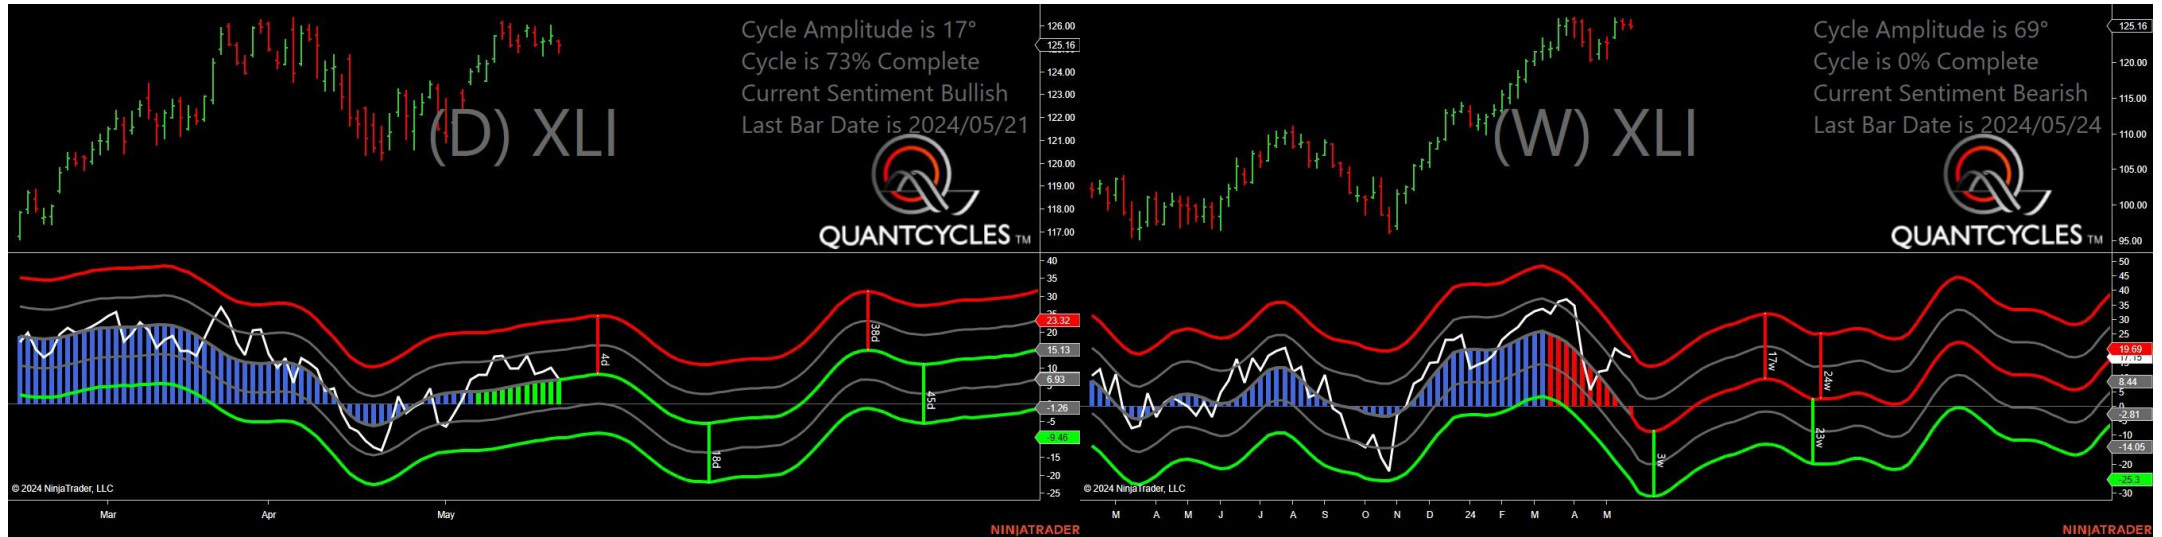 Cycle Amplitude is 17°
Cycle is 73% Complete
Current Sentiment Bullish
Last Bar Date is 2024/05/21
(D) XLI
QUANTCYCLES TM
126.00
125.16
124.00
123.00
122.00
121.00
120.00
119.00
118.00
117.00
40
35
30
25
23.32
20
15.13
10
6.93
-1.26
-5
-9.46
-15
-20
-25
4d
18d
38d
45d
© 2024 NinjaTrader, LLC
Mar
Apr
May
NINJATRADER
Cycle Amplitude is 69°
Cycle is 0% Complete
Current Sentiment Bearish
Last Bar Date is 2024/05/24
(W) XLI
QUANTCYCLES TM
125.16
120.00
115.00
110.00
105.00
100.00
95.00
50
45
40
35
30
25
19.69
17.15
8.44
5
0
-2.81
-10
-14.05
-20
-25.3
-30
3w
17w
23w
24w
© 2024 NinjaTrader, LLC
M A M J J A S O N D 24 F M A M
NINJATRADER